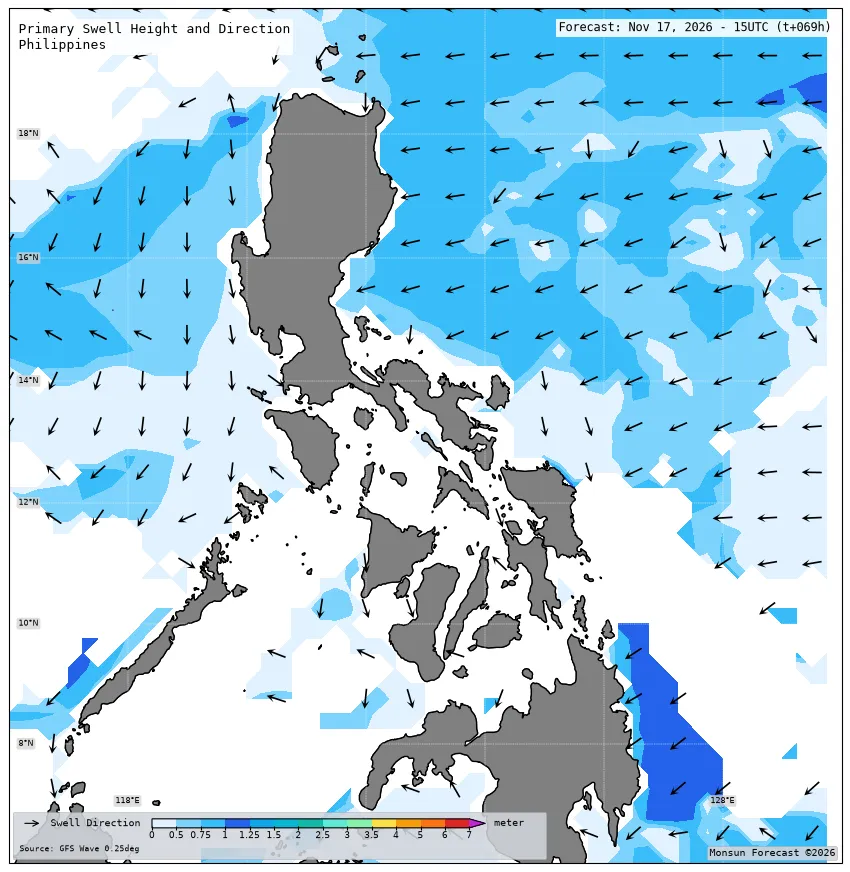 Primary Swell Height and Direction
Philippines
Forecast: Nov 17, 2026 - 15UTC (t+069h)
18°N
16°N
14°N
12°N
10°N
8°N
118°E
128°E
Swell Direction
0 0.5 0.75 1 1.25 1.5 2 2.5 3 3.5 4 5 6 7 meter
Source: GFS Wave 0.25deg
Monsun Forecast ©2026